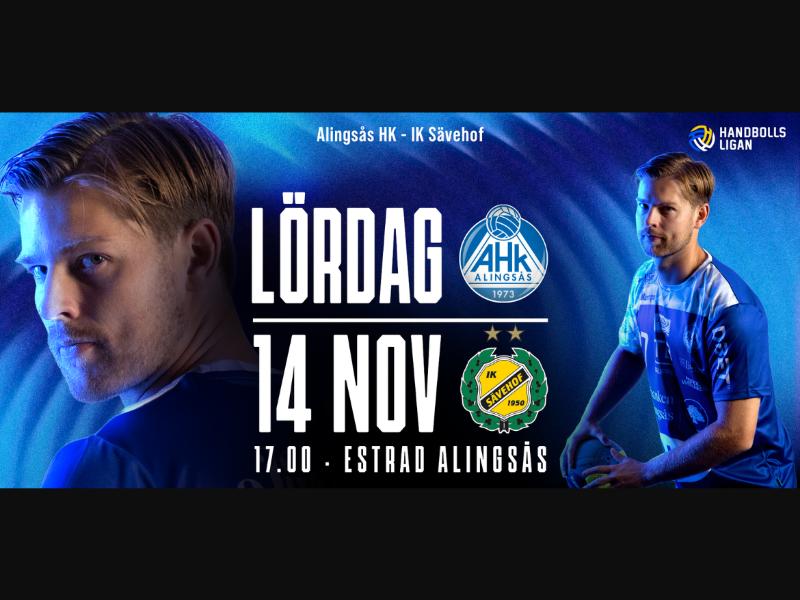 Alingsås HK - IK Sävehof
HANDBOLLS
LIGAN
LÖRDAG
AHK
ALINGSÅS
1973
14 NOV
IK
SÄVEHOF
1950
17.00 · ESTRAD ALINGSÅS